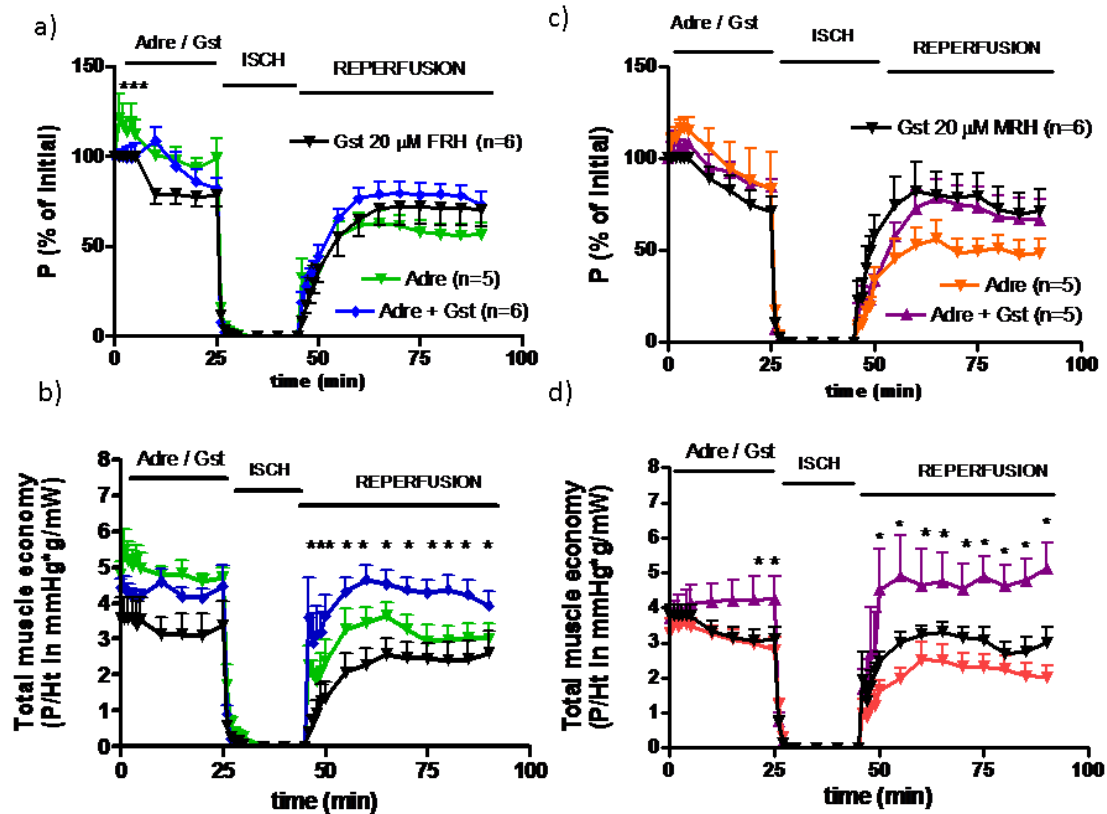 a)
Adre / Gst
ISCH
REPERFUSION
***
P (% of Initial)
150
100
50
0
Gst 20 µM FRH (n=6)
Adre (n=5)
Adre + Gst (n=6)
0 25 50 75 100
time (min)
c)
Adre / Gst
ISCH
REPERFUSION
P (% of Initial)
150
100
50
0
Gst 20 µM MRH (n=6)
Adre (n=5)
Adre + Gst (n=5)
0 25 50 75 100
time (min)
b)
Adre / Gst
ISCH
REPERFUSION
Total muscle economy
(P/Ht In mmHg*g/mW)
8
7
6
5
4
3
2
1
0
*** * * * * * * *
0 25 50 75 100
time (min)
d)
Adre / Gst
ISCH
REPERFUSION
Total muscle economy
(P/Ht In mmHg*g/mW)
8
7
6
5
4
3
2
1
0
* * * * * * * * * * *
0 25 50 75 100
time (min)